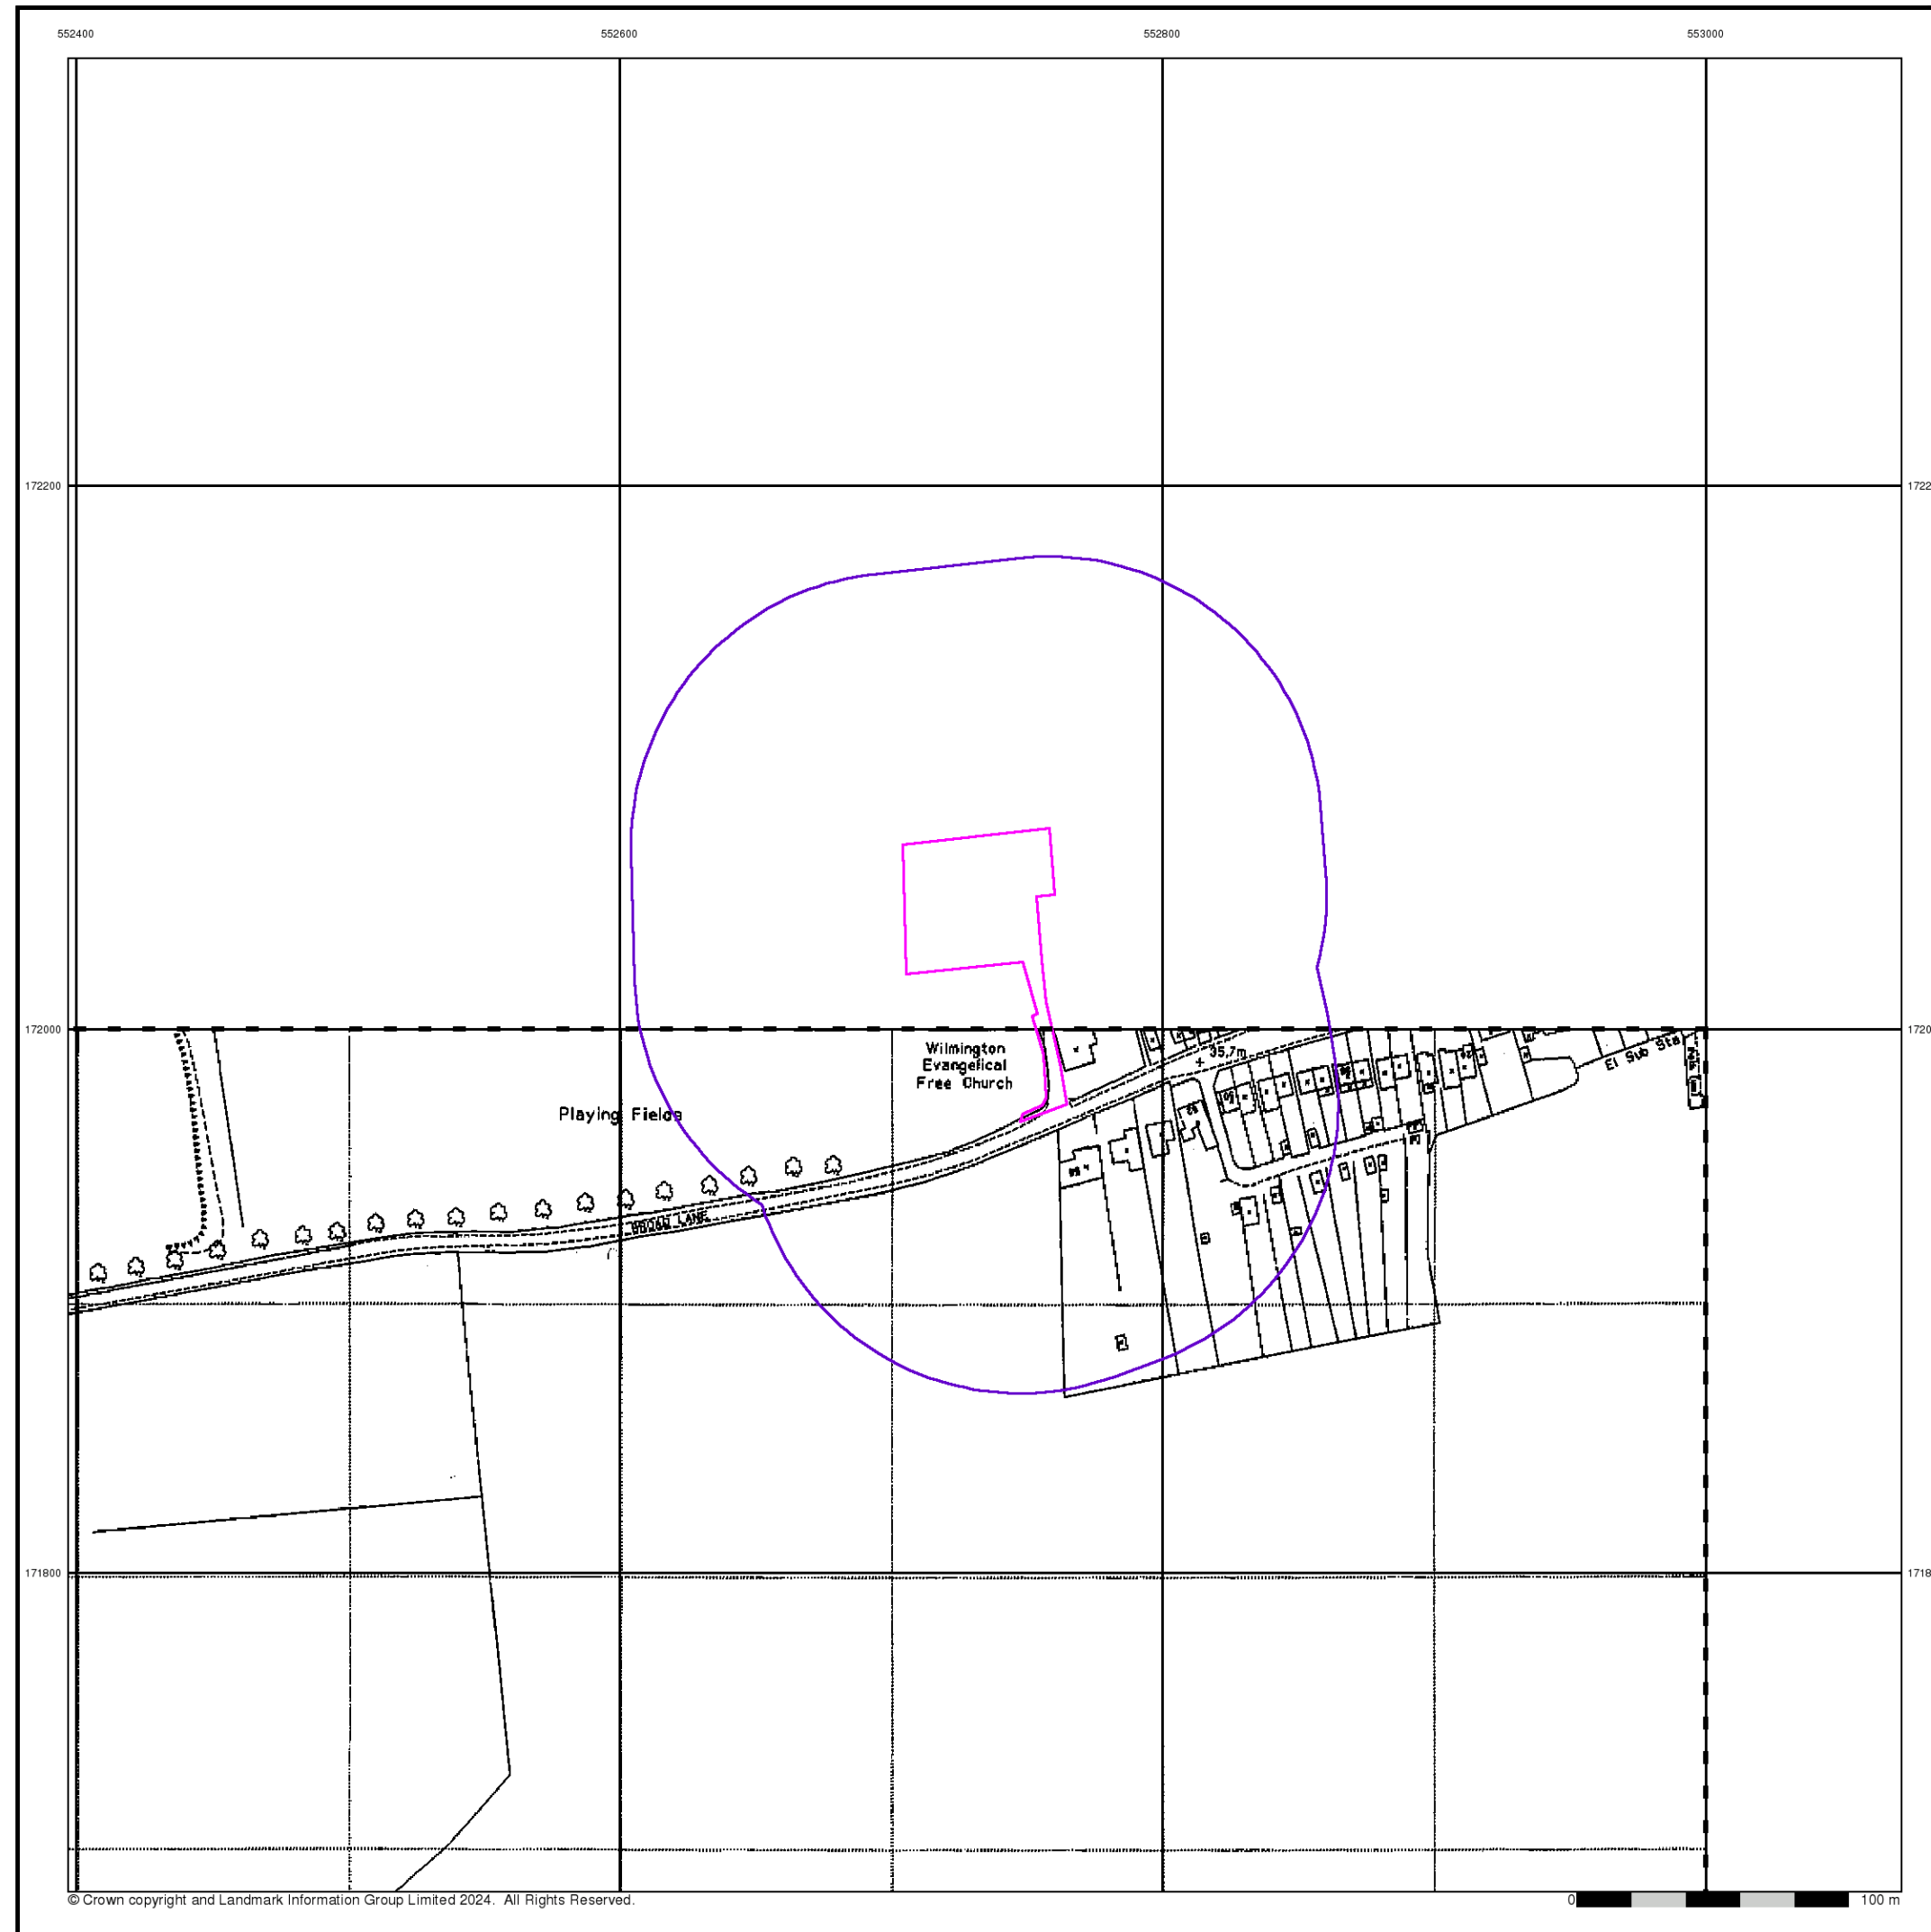 552400 552600 552800 553000
172200 1722
172000 1720
Wilmington
Evangelical
Free Church
35.7m
El Sub Sta
Playing Fields
BROAD LANE
171800 1718
© Crown copyright and Landmark Information Group Limited 2024. All Rights Reserved.
0 100 m